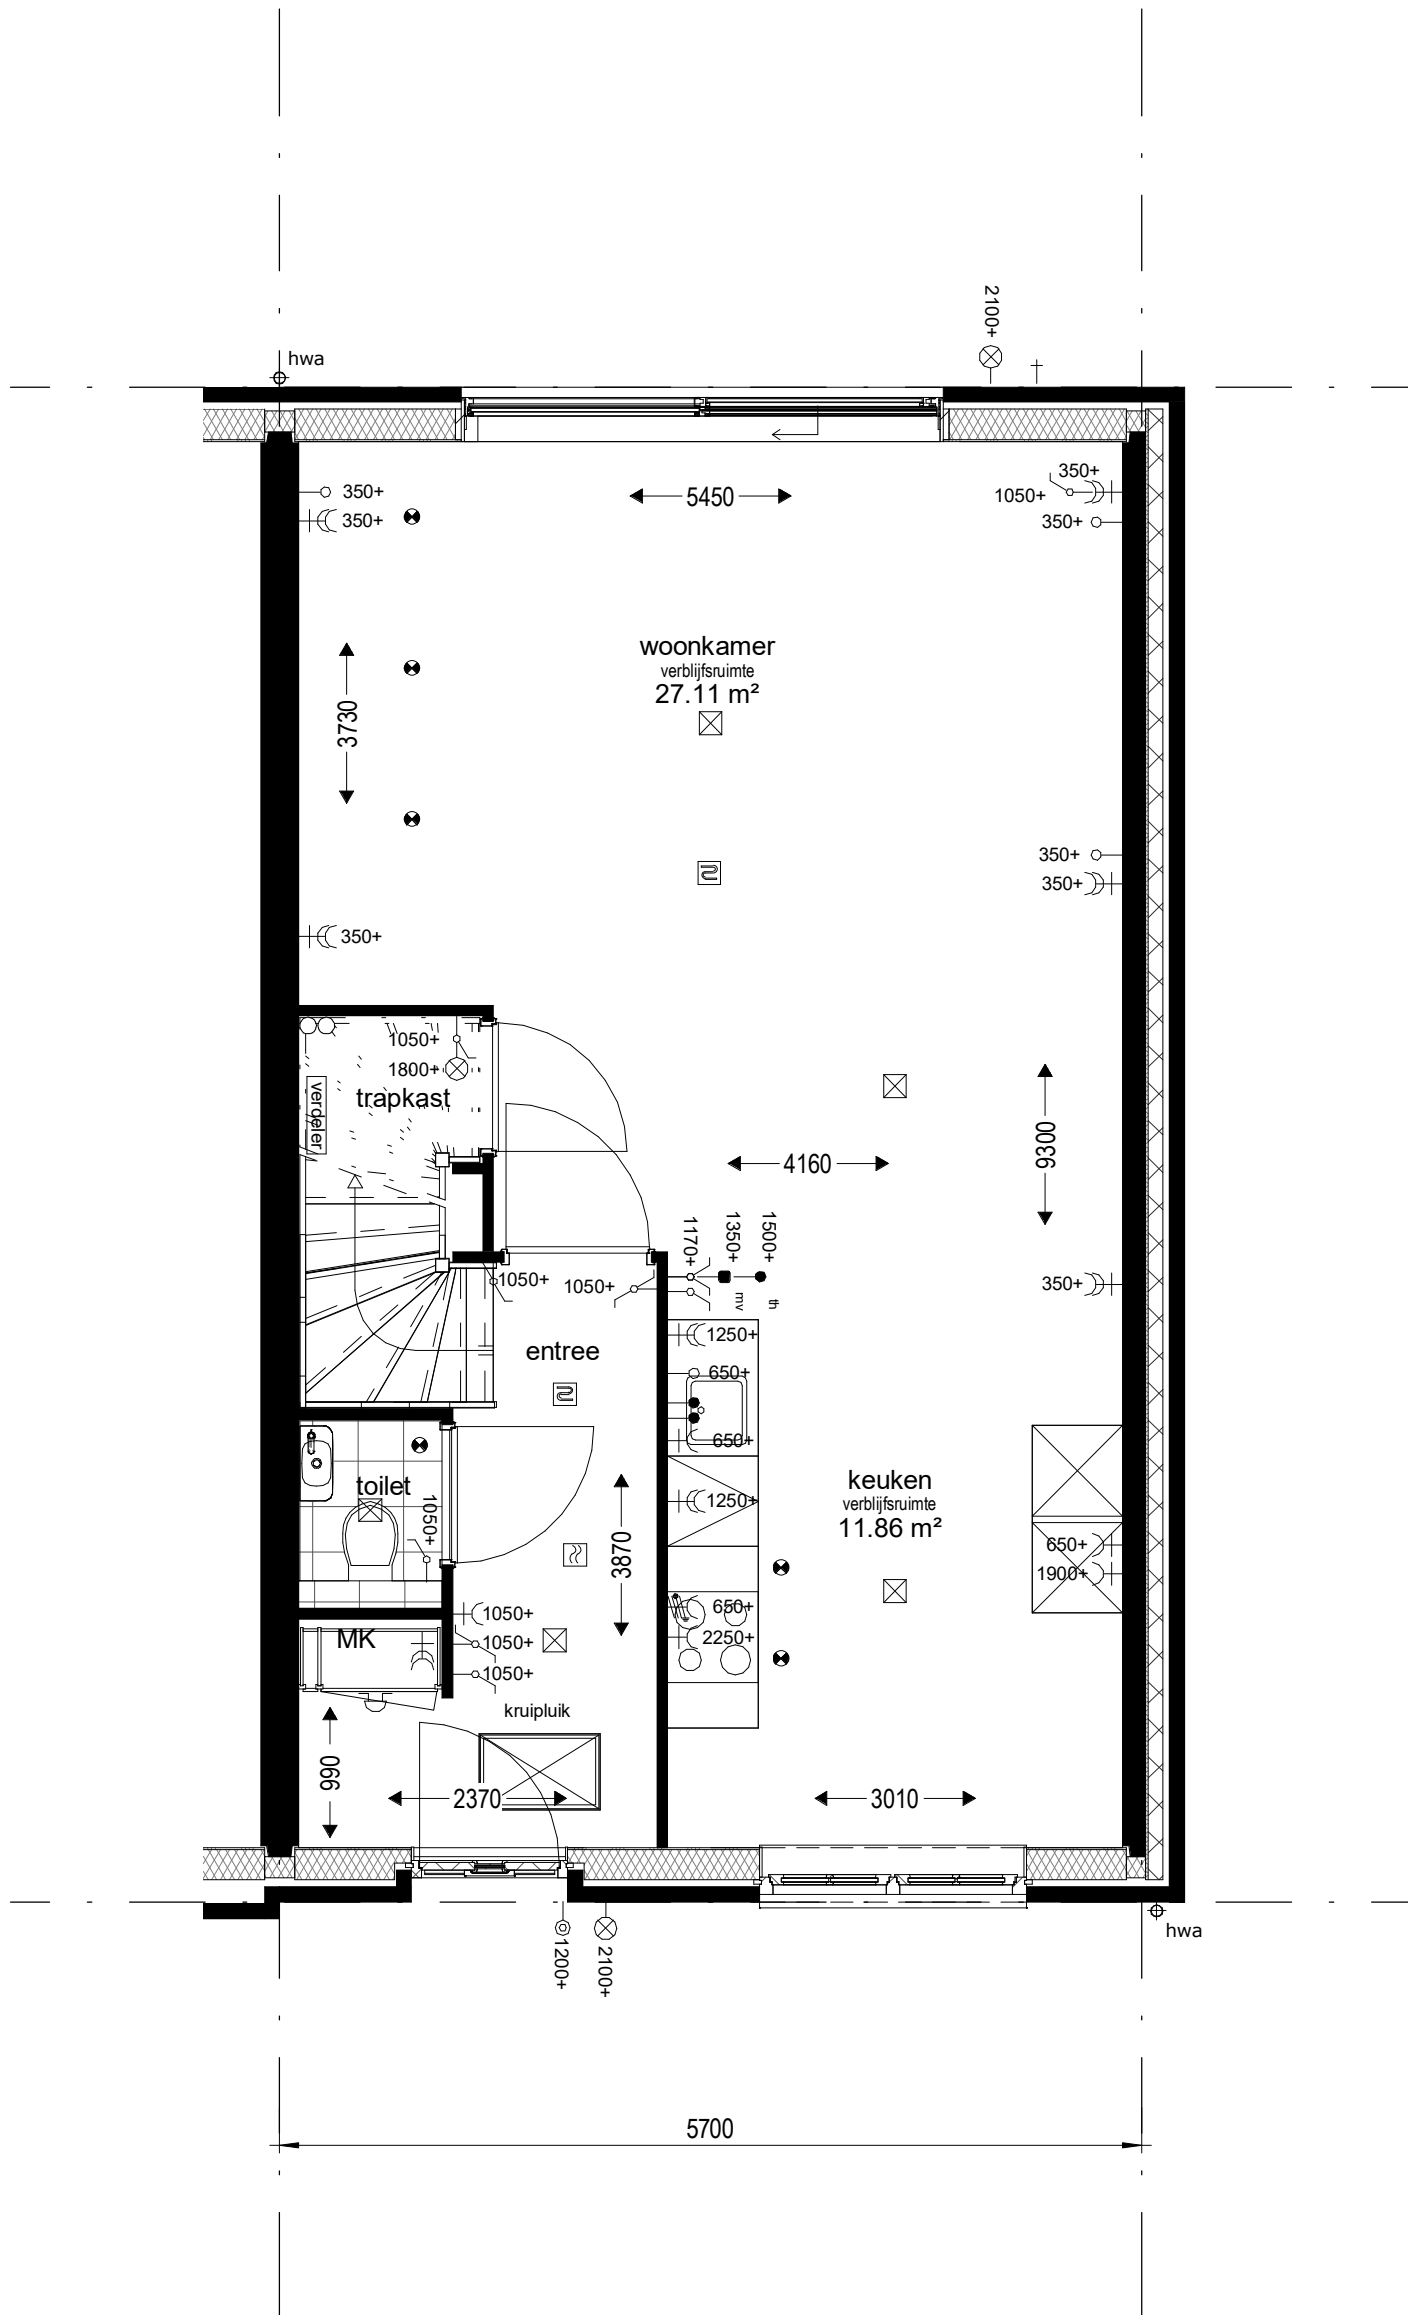 2100+
hwa
350+
350+
5450
350+
1050+
350+
woonkamer
verblijfsruimte
27.11 m²
3730
350+
350+
350+
1050+
1800+
trapkast
verdeler
4160
9300
1170+
1350+
1500+
mv
th
1050+
1050+
350+
1250+
entree
650+
650+
toilet
1050+
1250+
keuken
verblijfsruimte
11.86 m²
3870
650+
1900+
1050+
650+
MK
1050+
2250+
1050+
kruipluik
990
2370
3010
1200+
2100+
hwa
5700